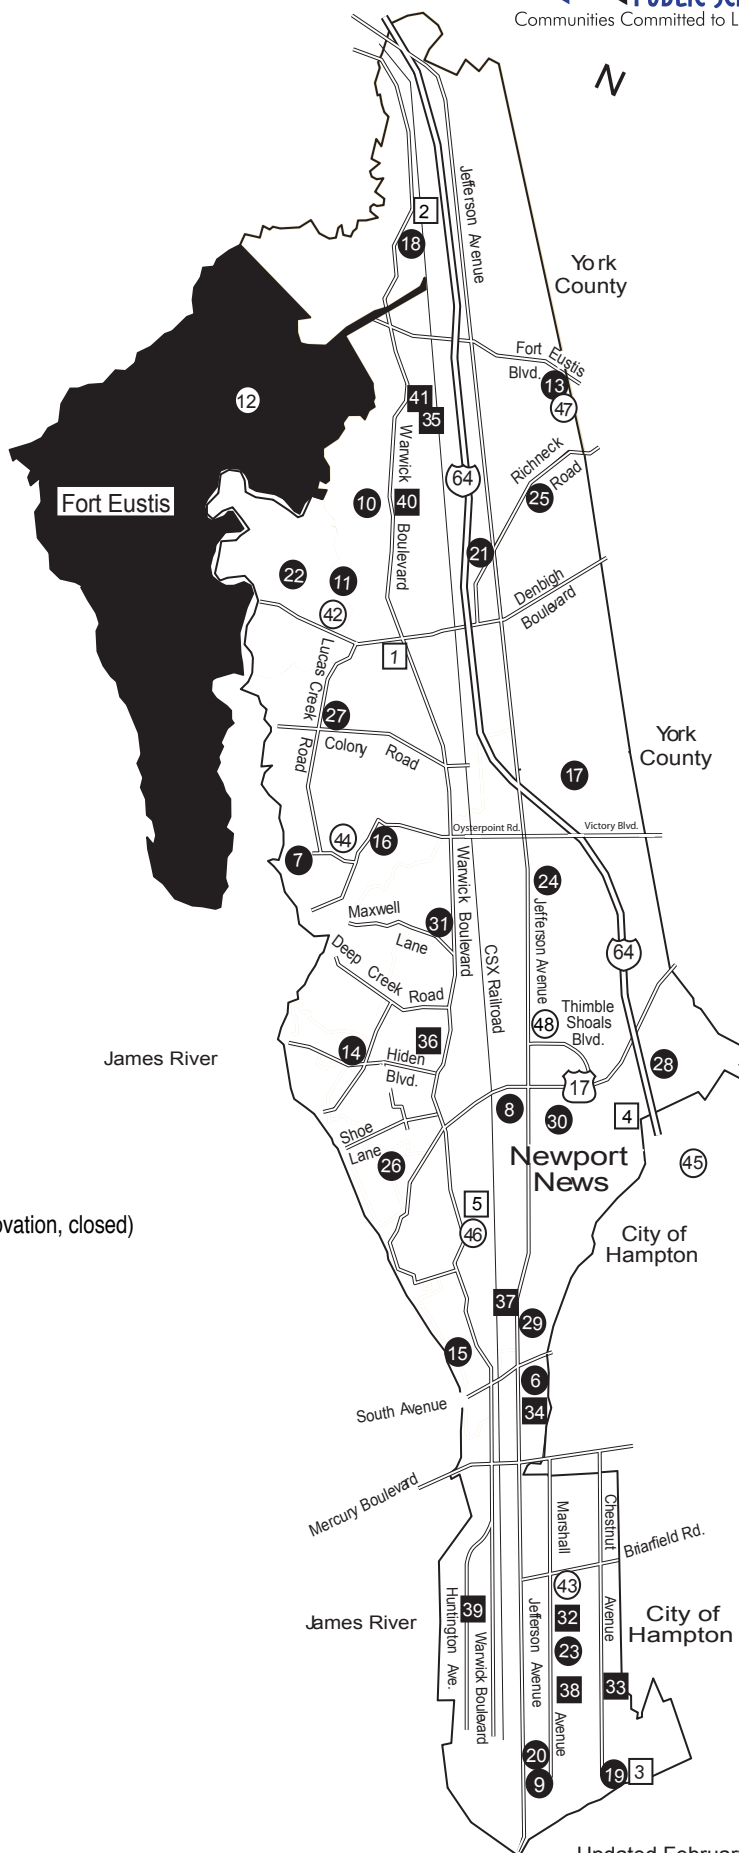 Communities Committed to L
N
Jefferson Avenue
2
18
York
County
Fort Eustis
Blvd.
13
12
47
41
35
Warwick
Boulevard
64
Richneck
Road
Fort Eustis
10
40
25
21
22
11
Denbigh
Boulevard
42
1
Lucas Creek
Road
27
Colony Road
York
County
17
Oysterpoint Rd.
Victory Blvd.
44
16
7
Warwick Boulevard
24
Jefferson Avenue
Maxwell
Lane
31
Deep Creek
Road
CSX Railroad
64
48
Thimble
Shoals
Blvd.
36
James River
14
Hiden
Blvd.
28
17
8
30
4
Shoe
Lane
26
Newport
News
45
5
46
ovation, closed)
City of
Hampton
37
29
15
6
South Avenue
34
Mercury Boulevard
Marshall
Avenue
Chestnut
Avenue
Briarfield Rd.
43
Huntington Ave.
39
Warwick Boulevard
Jefferson Avenue
32
James River
City of
Hampton
23
38
33
20
9
19
3